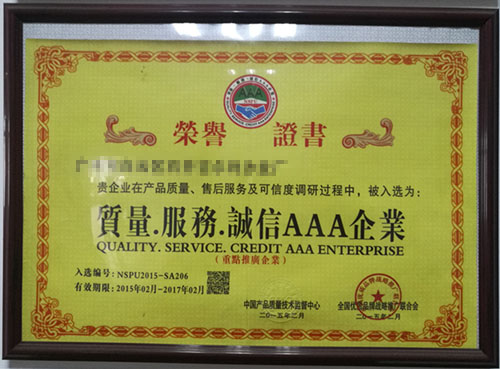 AAA
NSPU
榮譽 證書
贵企业在产品质量、售后服务及可信度调研过程中，被入选为：
質量.服務.誠信AAA企業
QUALITY. SERVICE. CREDIT AAA ENTERPRISE
（重點推廣企業）
入选编号：NSPU2015-SA206
有效期限：2015年02月-2017年02月
中国产品质量技术监督中心
二〇一五年二月
全国优质品牌战略推广联合会
二〇一五年二月